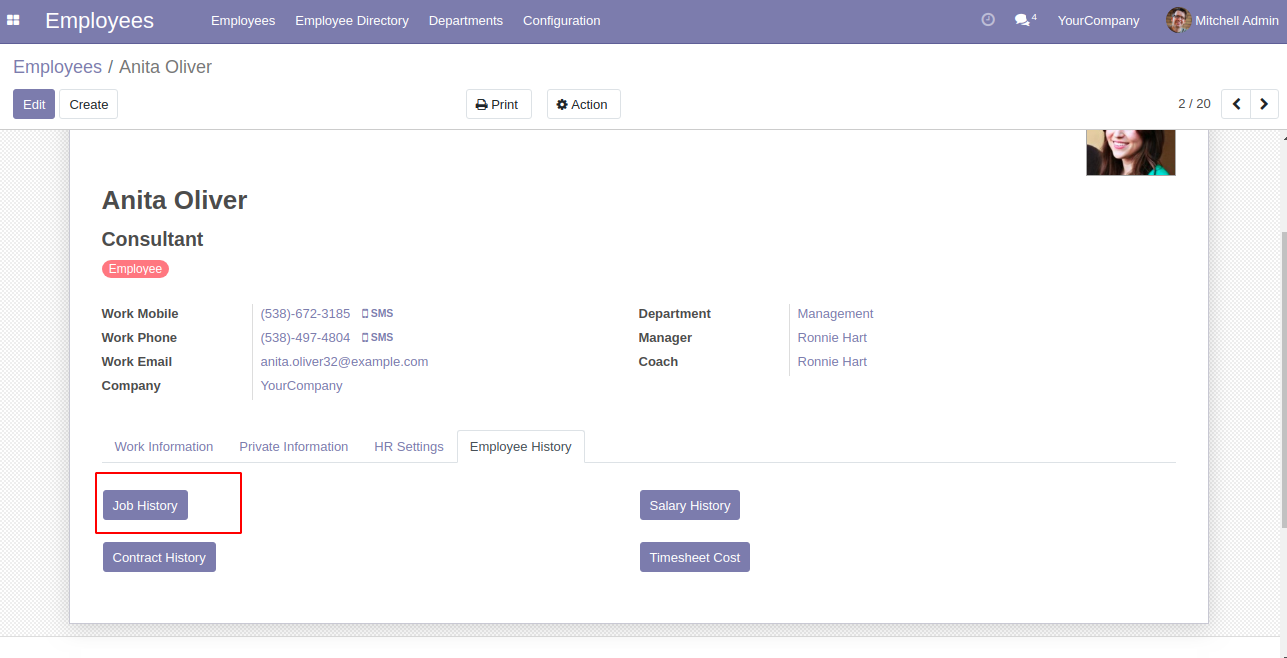 Employees Employees Employee Directory Departments Configuration 4 YourCompany Mitchell Admin
Employees / Anita Oliver
Edit Create Print Action 2 / 20
Anita Oliver
Consultant
Employee
Work Mobile (538)-672-3185 SMS Department Management
Work Phone (538)-497-4804 SMS Manager Ronnie Hart
Work Email anita.oliver32@example.com Coach Ronnie Hart
Company YourCompany
Work Information Private Information HR Settings Employee History
Job History Salary History
Contract History Timesheet Cost